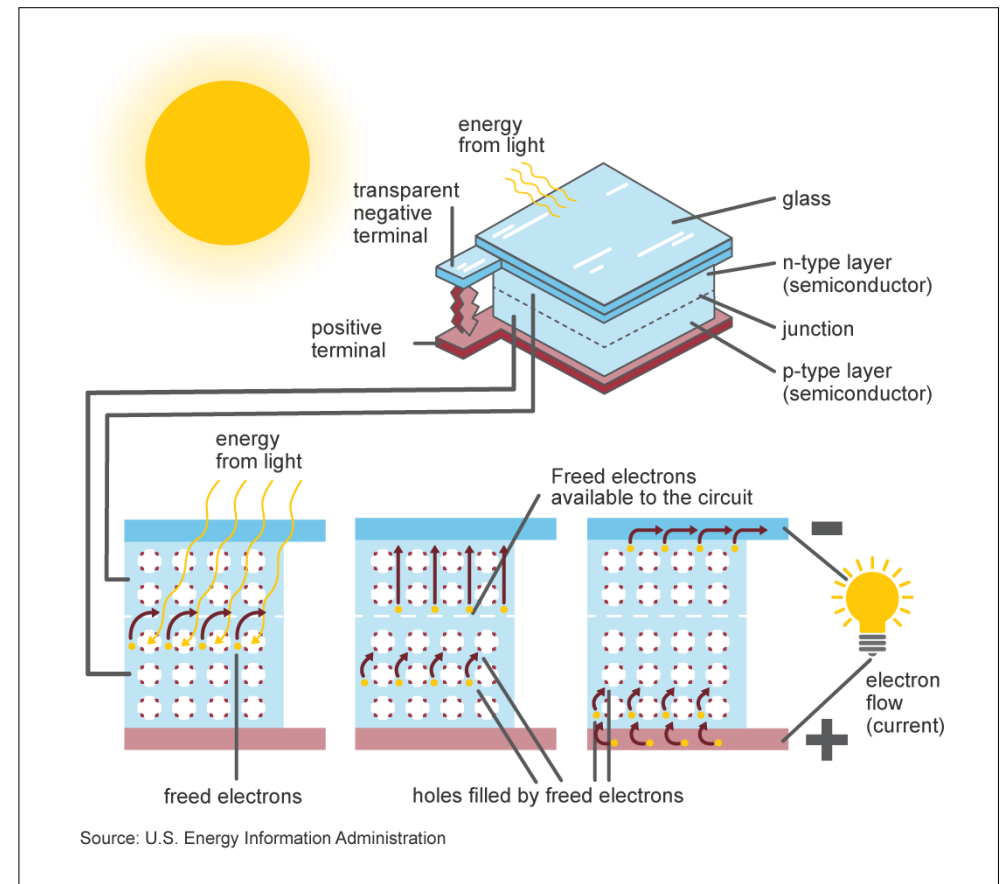 energy
from light
transparent
negative
terminal
glass
n-type layer
(semiconductor)
positive
terminal
junction
p-type layer
(semiconductor)
energy
from light
Freed electrons
available to the circuit
electron
flow
(current)
freed electrons
holes filled by freed electrons
Source: U.S. Energy Information Administration